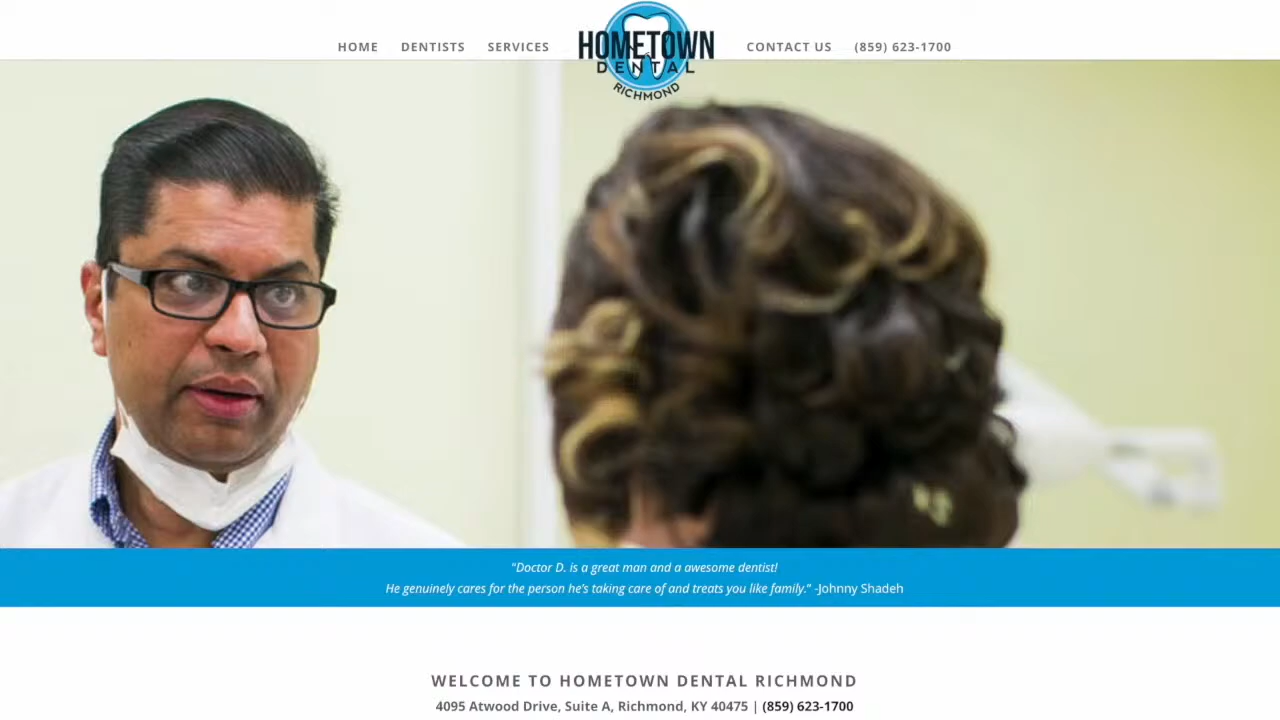 HOME DENTISTS SERVICES
HOMETOWN
DENTAL
RICHMOND
CONTACT US (859) 623-1700
"Doctor D. is a great man and a awesome dentist!
He genuinely cares for the person he's taking care of and treats you like family." -Johnny Shadeh
WELCOME TO HOMETOWN DENTAL RICHMOND
4095 Atwood Drive, Suite A, Richmond, KY 40475 | (859) 623-1700